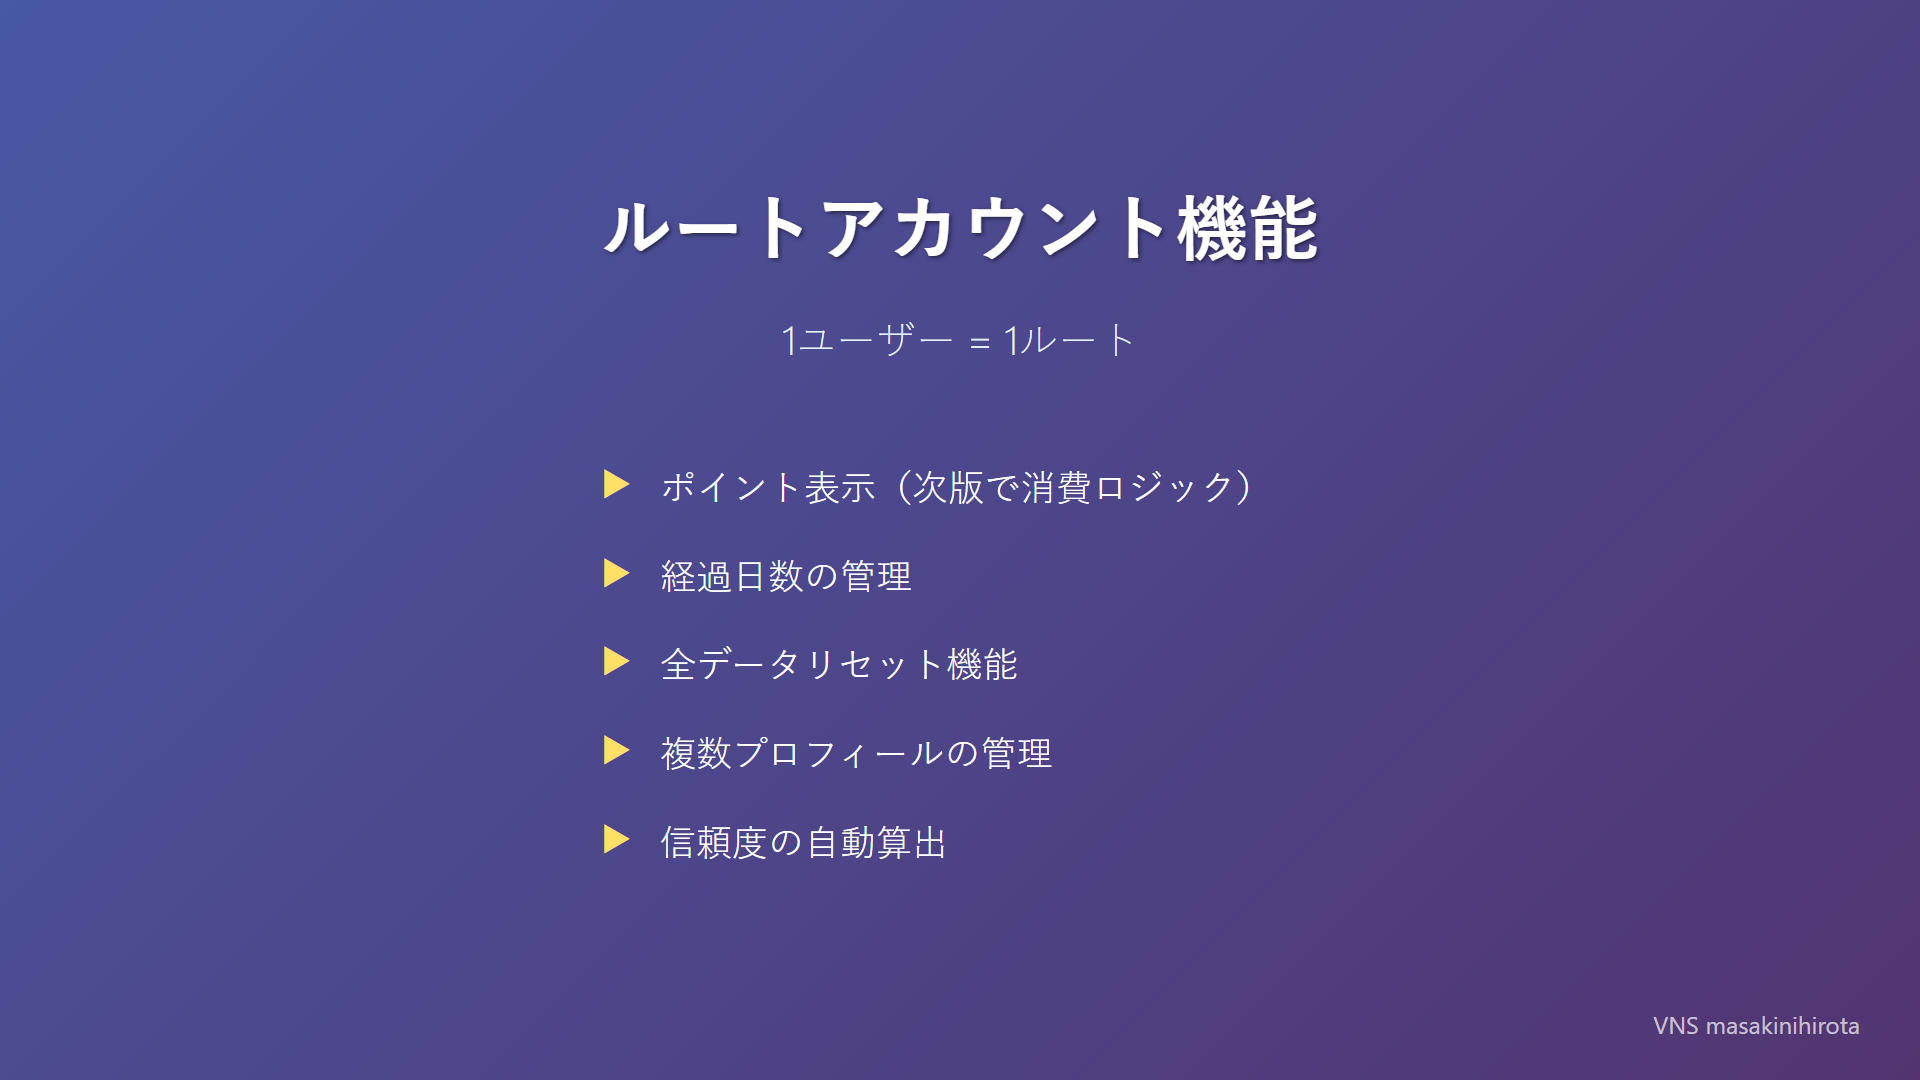 ルートアカウント機能
1ユーザー = 1ルート
▶ ポイント表示（次版で消費ロジック）
▶ 経過日数の管理
▶ 全データリセット機能
▶ 複数プロフィールの管理
▶ 信頼度の自動算出
VNS masakinihirota